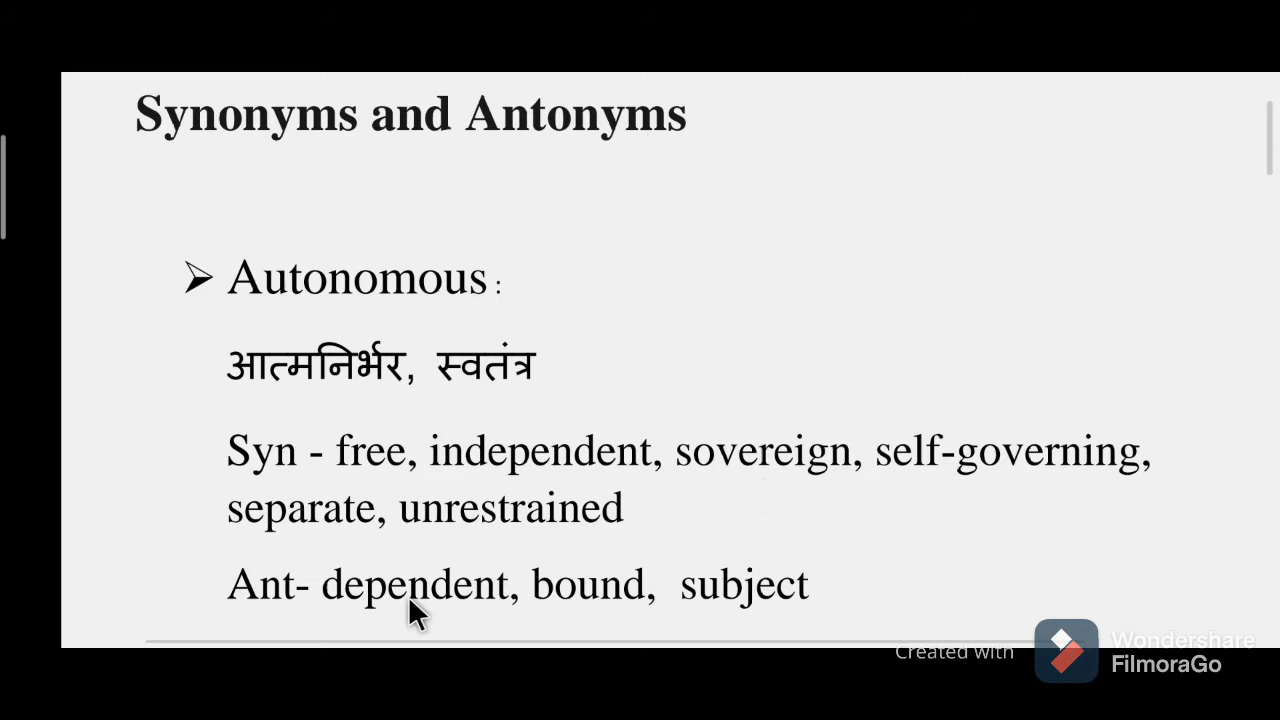 Synonyms and Antonyms
Autonomous :
आत्मनिर्भर, स्वतंत्र
Syn - free, independent, sovereign, self-governing,
separate, unrestrained
Ant- dependent, bound, subject
Created with
Wondershare
FilmoraGo